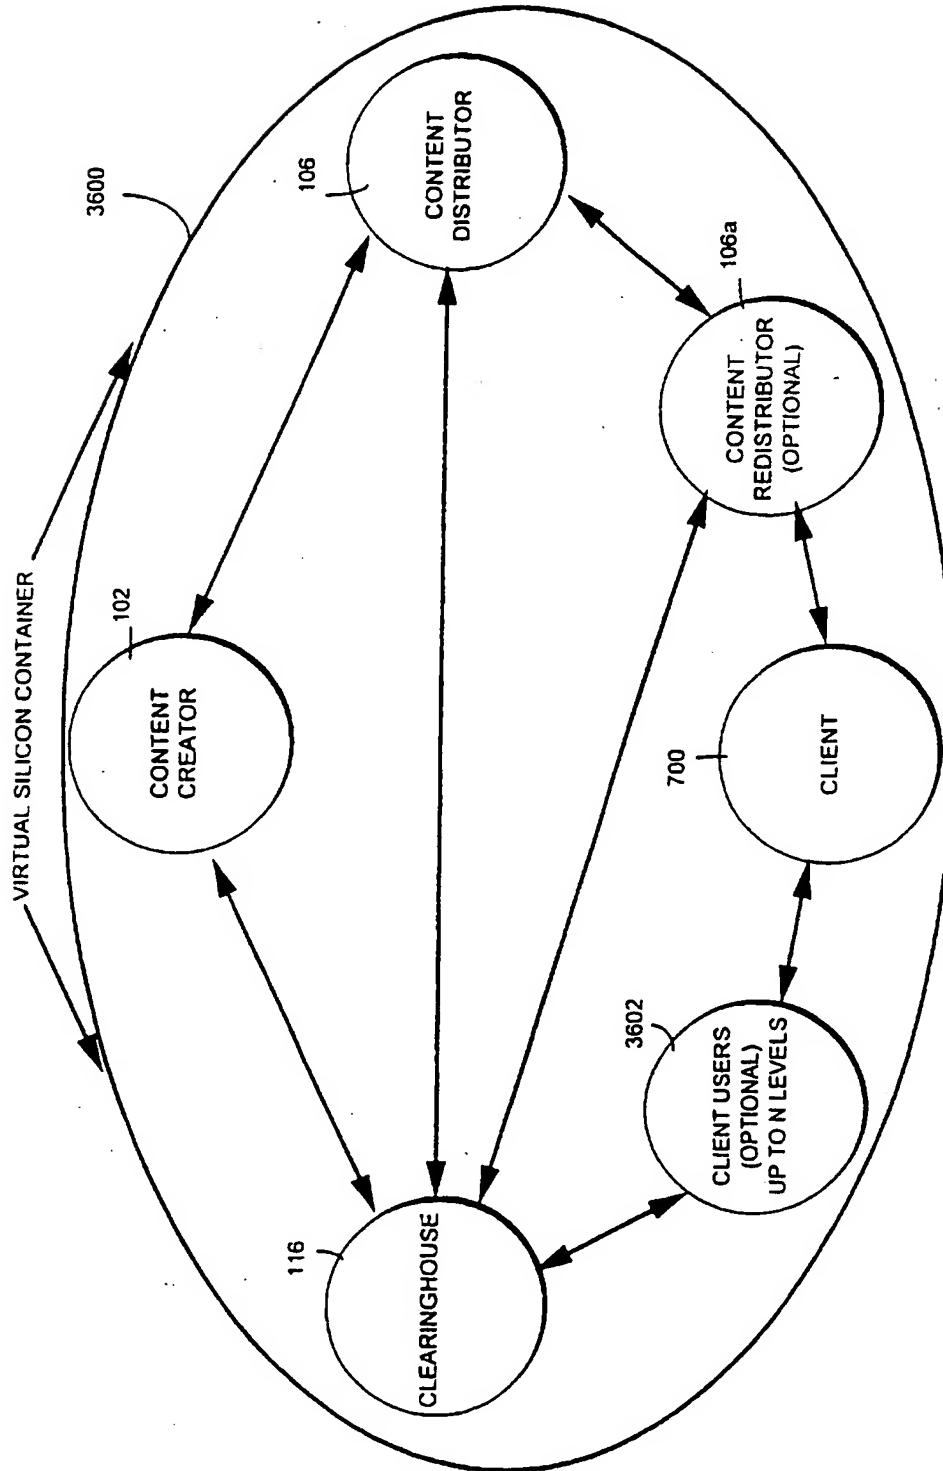 VIRTUAL SILICON CONTAINER
3600
102
CONTENT
CREATOR
106
CONTENT
DISTRIBUTOR
116
CLEARINGHOUSE
106a
CONTENT
REDISTRIBUTOR
(OPTIONAL)
3602
CLIENT USERS
(OPTIONAL)
UP TO N LEVELS
700
CLIENT